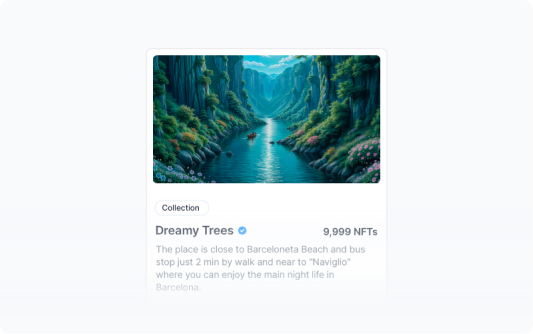 Collection
Dreamy Trees
9,999 NFTs
The place is close to Barceloneta Beach and bus
stop just 2 min by walk and near to "Naviglio"
where you can enjoy the main night life in
Barcelona.